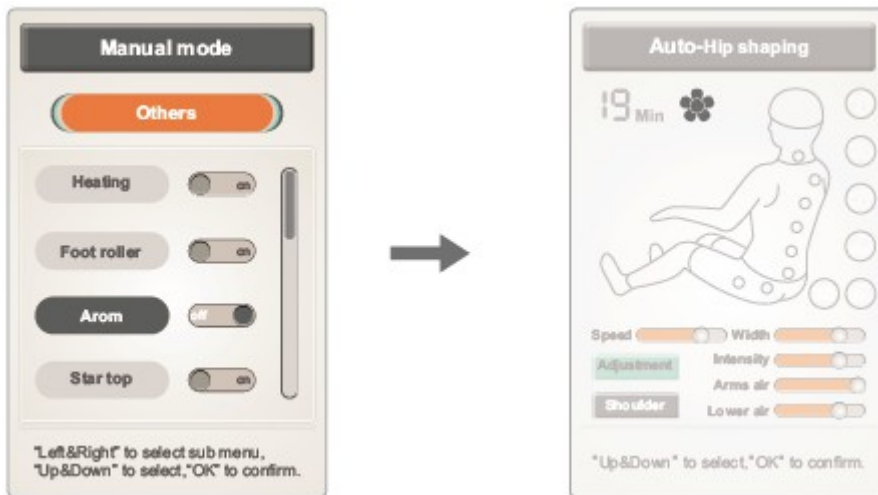 Manual mode
Others
Heating
on
Foot roller
on
Arom
off
Star top
on
"Left&Right" to select sub menu,
"Up&Down" to select,"OK" to confirm.
Auto-Hip shaping
19 Min
Speed
Width
Adjustment
Intensility
Arms air
Shoulder
Lower air
"Up&Down" to select,"OK" to confirm.